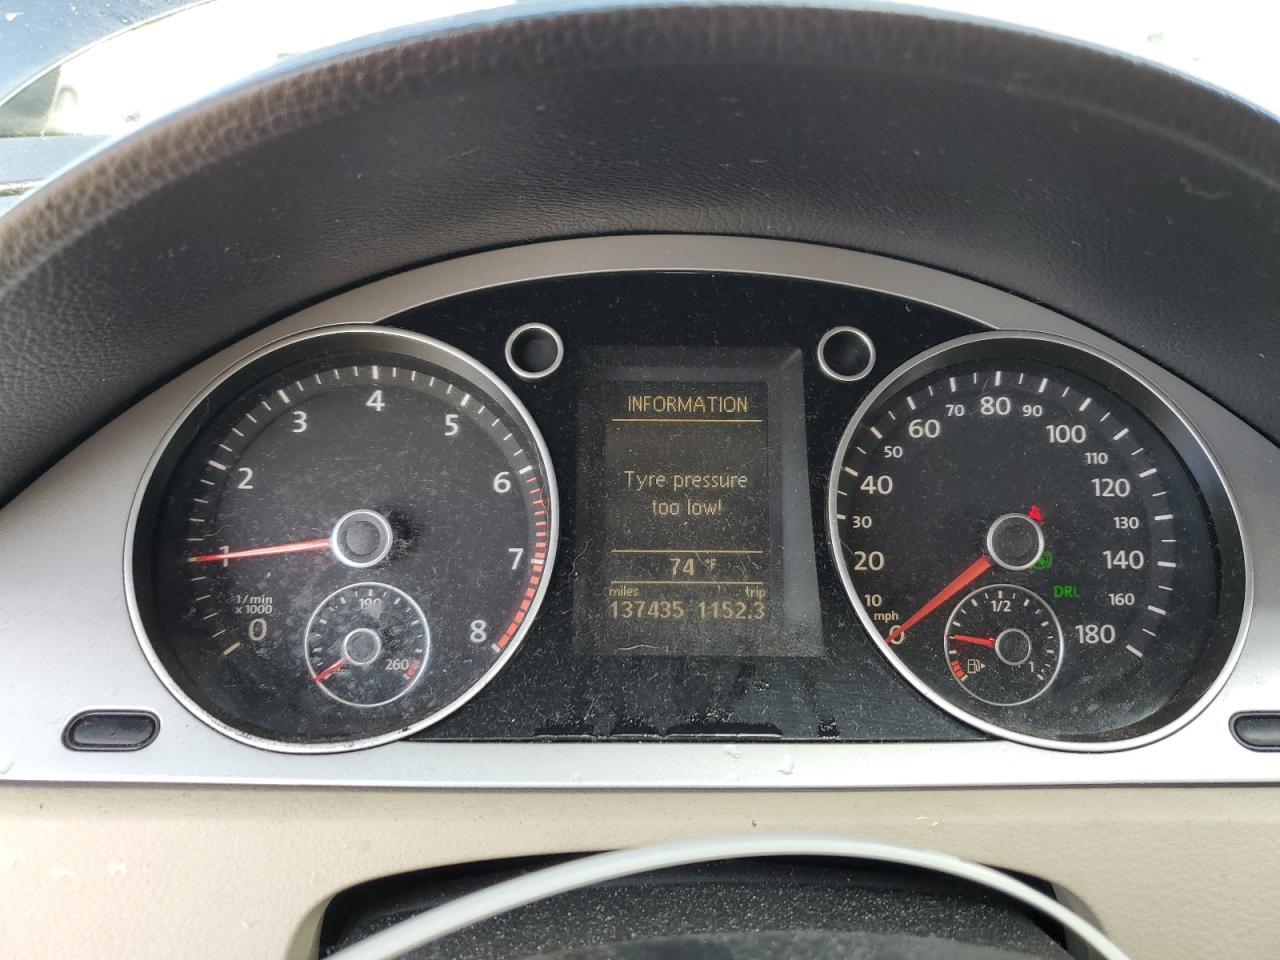 INFORMATION
Tyre pressure
too low!
74 °F
miles trip
137435 1152.3
0 1 2 3 4 5 6 7 8
1/min
x 1000
190
260
0 10 20 30 40 50 60 70 80 90 100 110 120 130 140 160 180
mph
DRL
1/2
1